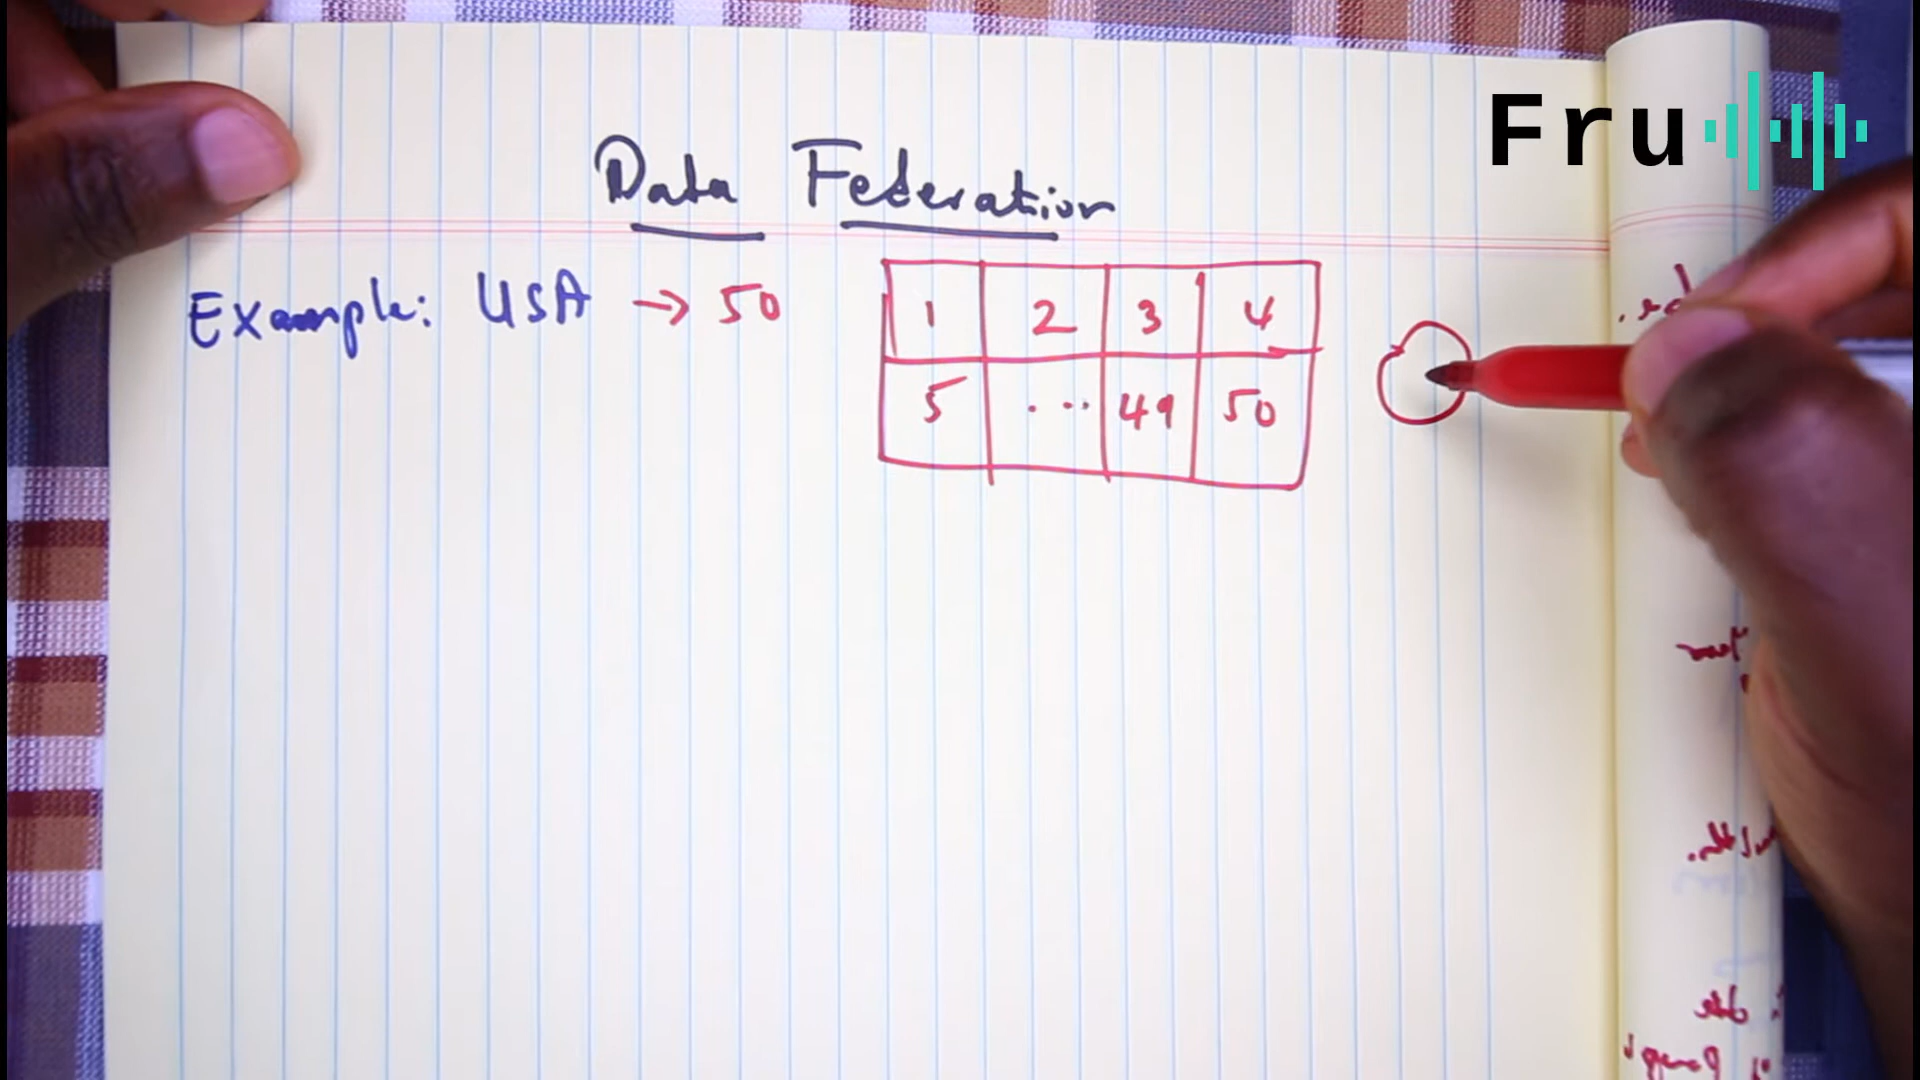 Fru
Data Federation
Example: USA → 50
1 2 3 4
5 ... 49 50